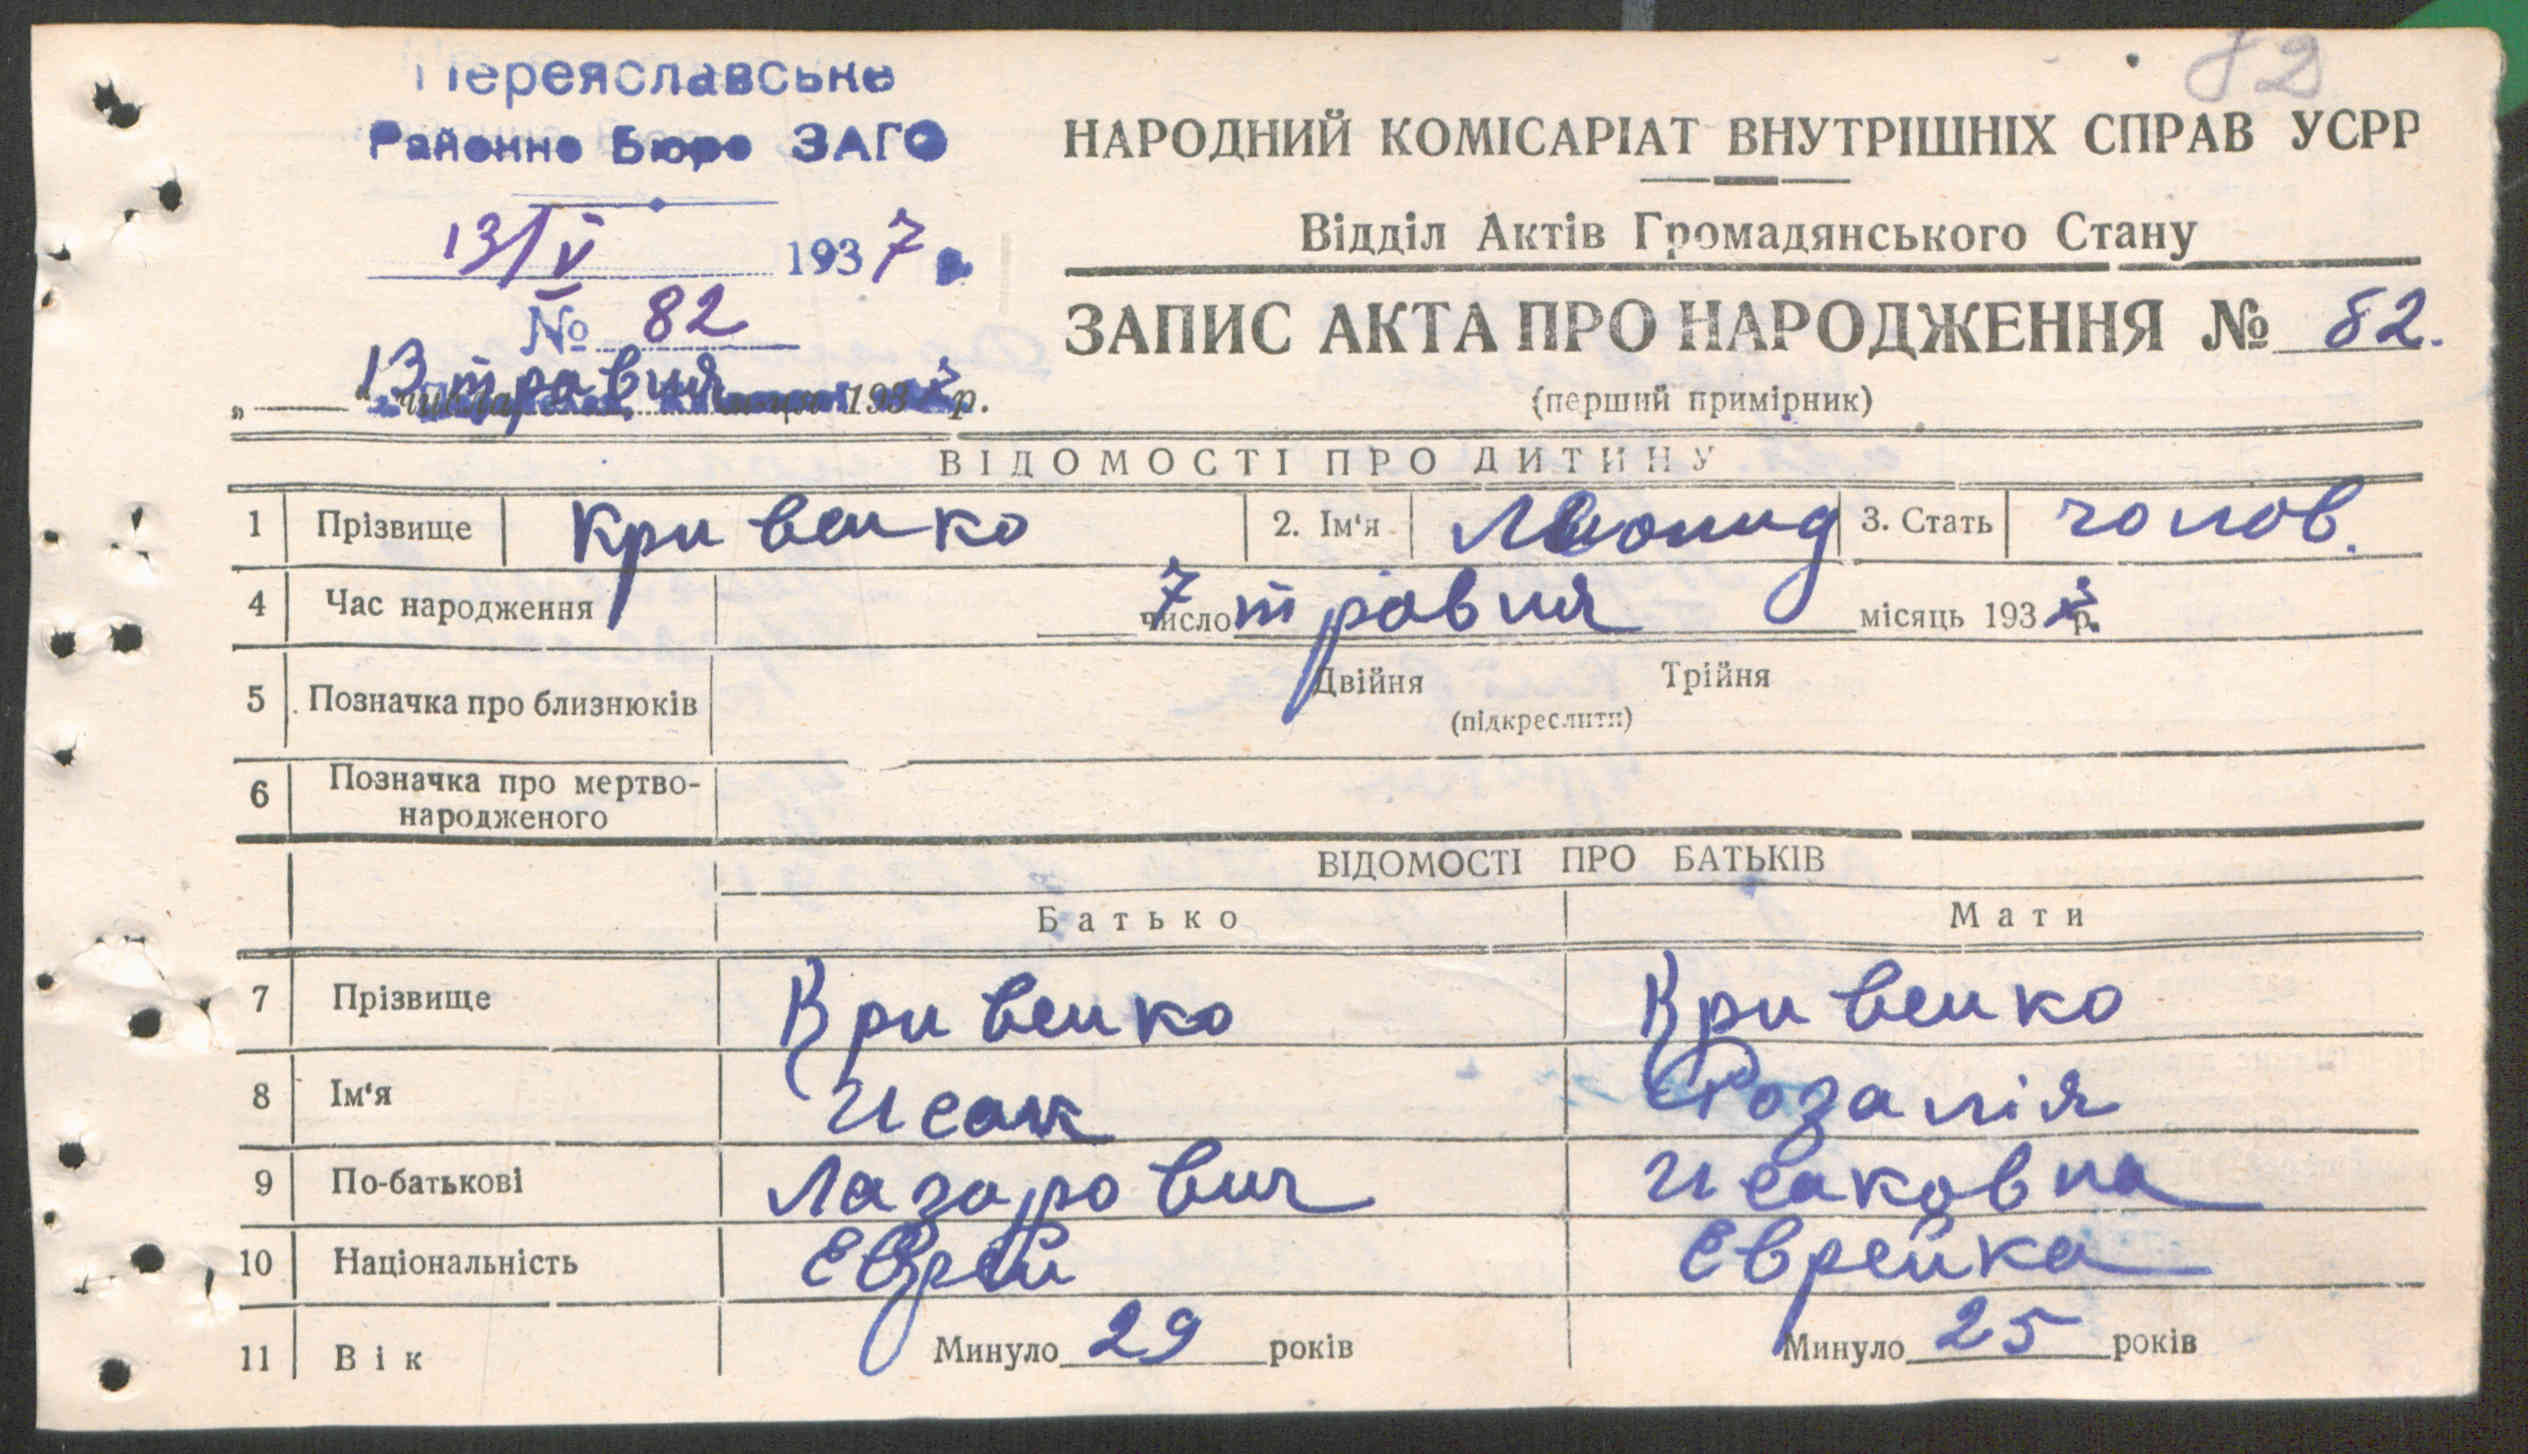 82
Переяславське
Районне Бюро ЗАГС
13/V 1937
№ 82
НАРОДНИЙ КОМІСАРІАТ ВНУТРІШНІХ СПРАВ УСРР
Відділ Актів Громадянського Стану
ЗАПИС АКТА ПРО НАРОДЖЕННЯ № 82.
(перший примірник)
„ 13 травня 1937 р.
ВІДОМОСТІ ПРО ДИТИНУ
1 Прізвище Кривенко 2. Ім'я Леонид 3. Стать чолов.
4 Час народження 7 число травня місяць 1937 р.
5 Позначка про близнюків Двійня Трійня
(підкреслити)
6 Позначка про мертво-
народженого
ВІДОМОСТІ ПРО БАТЬКІВ
Батько Мати
7 Прізвище Кривенко Кривенко
8 Ім'я Исак Розалія
9 По-батькові Лазарович Исаковна
10 Національність Еврей Еврейка
11 Вік Минуло 29 років Минуло 25 років